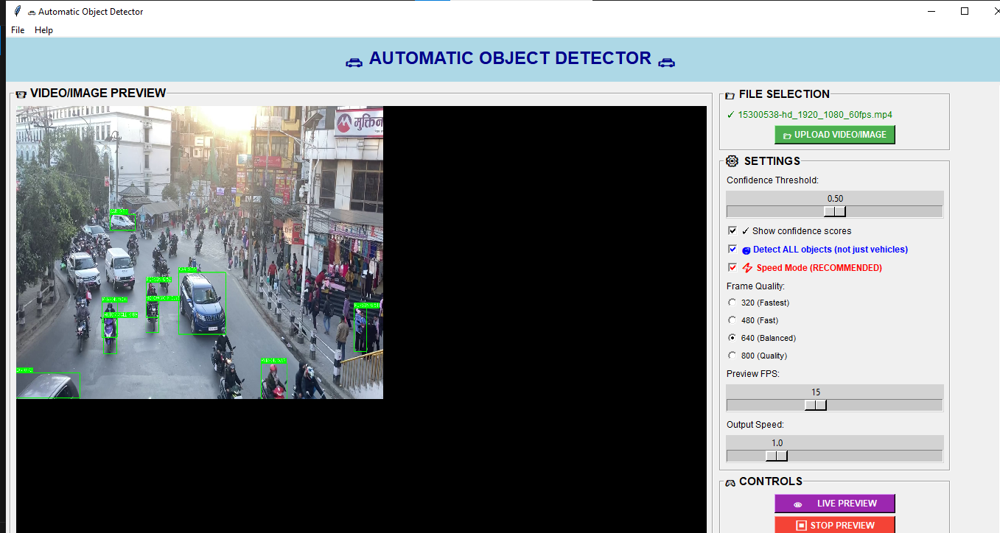 Automatic Object Detector
File Help
AUTOMATIC OBJECT DETECTOR
VIDEO/IMAGE PREVIEW
मुक्तिन
FILE SELECTION
✓ 15300538-hd_1920_1080_60fps.mp4
UPLOAD VIDEO/IMAGE
SETTINGS
Confidence Threshold:
0.50
✓ Show confidence scores
Detect ALL objects (not just vehicles)
Speed Mode (RECOMMENDED)
Frame Quality:
320 (Fastest)
480 (Fast)
640 (Balanced)
800 (Quality)
Preview FPS:
15
Output Speed:
1.0
CONTROLS
LIVE PREVIEW
STOP PREVIEW